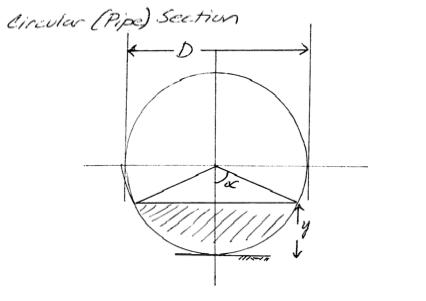 Circular (Pipe) Section
D
α
y